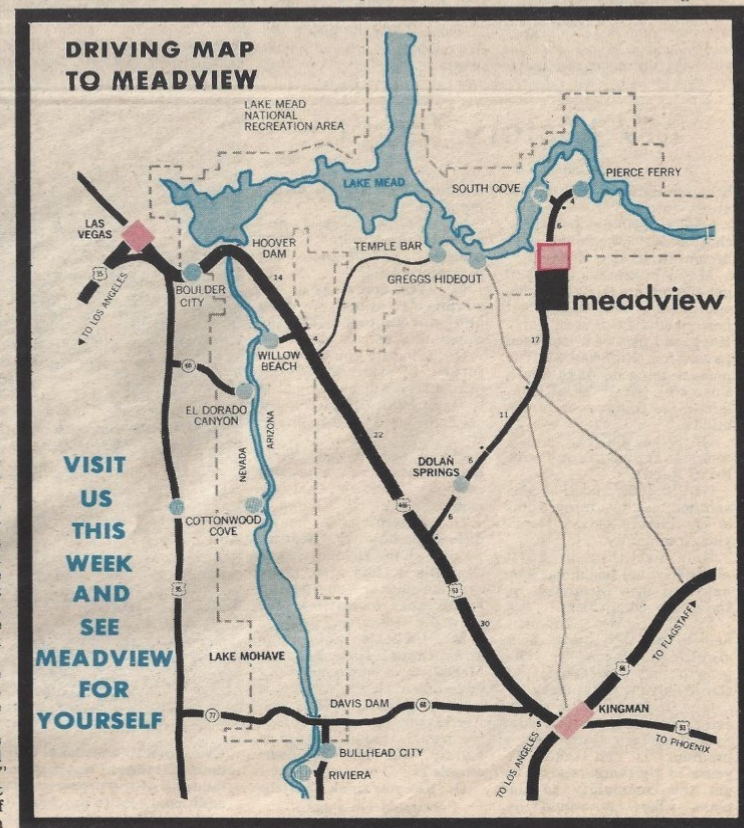 DRIVING MAP
TO MEADVIEW
LAKE MEAD
NATIONAL
RECREATION AREA
LAKE MEAD
SOUTH COVE
PIERCE FERRY
4
6
LAS
VEGAS
HOOVER
DAM
TEMPLE BAR
GREGGS HIDEOUT
BOULDER
CITY
14
15
TO LOS ANGELES
meadview
17
WILLOW
BEACH
4
EL DORADO
CANYON
NEVADA
ARIZONA
22
11
6
DOLAN
SPRINGS
6
COTTONWOOD
COVE
VISIT
US
THIS
WEEK
AND
SEE
MEADVIEW
FOR
YOURSELF
95
93
30
LAKE MOHAVE
TO FLAGSTAFF
66
DAVIS DAM
68
77
KINGMAN
5
93
TO PHOENIX
TO LOS ANGELES
BULLHEAD CITY
RIVIERA